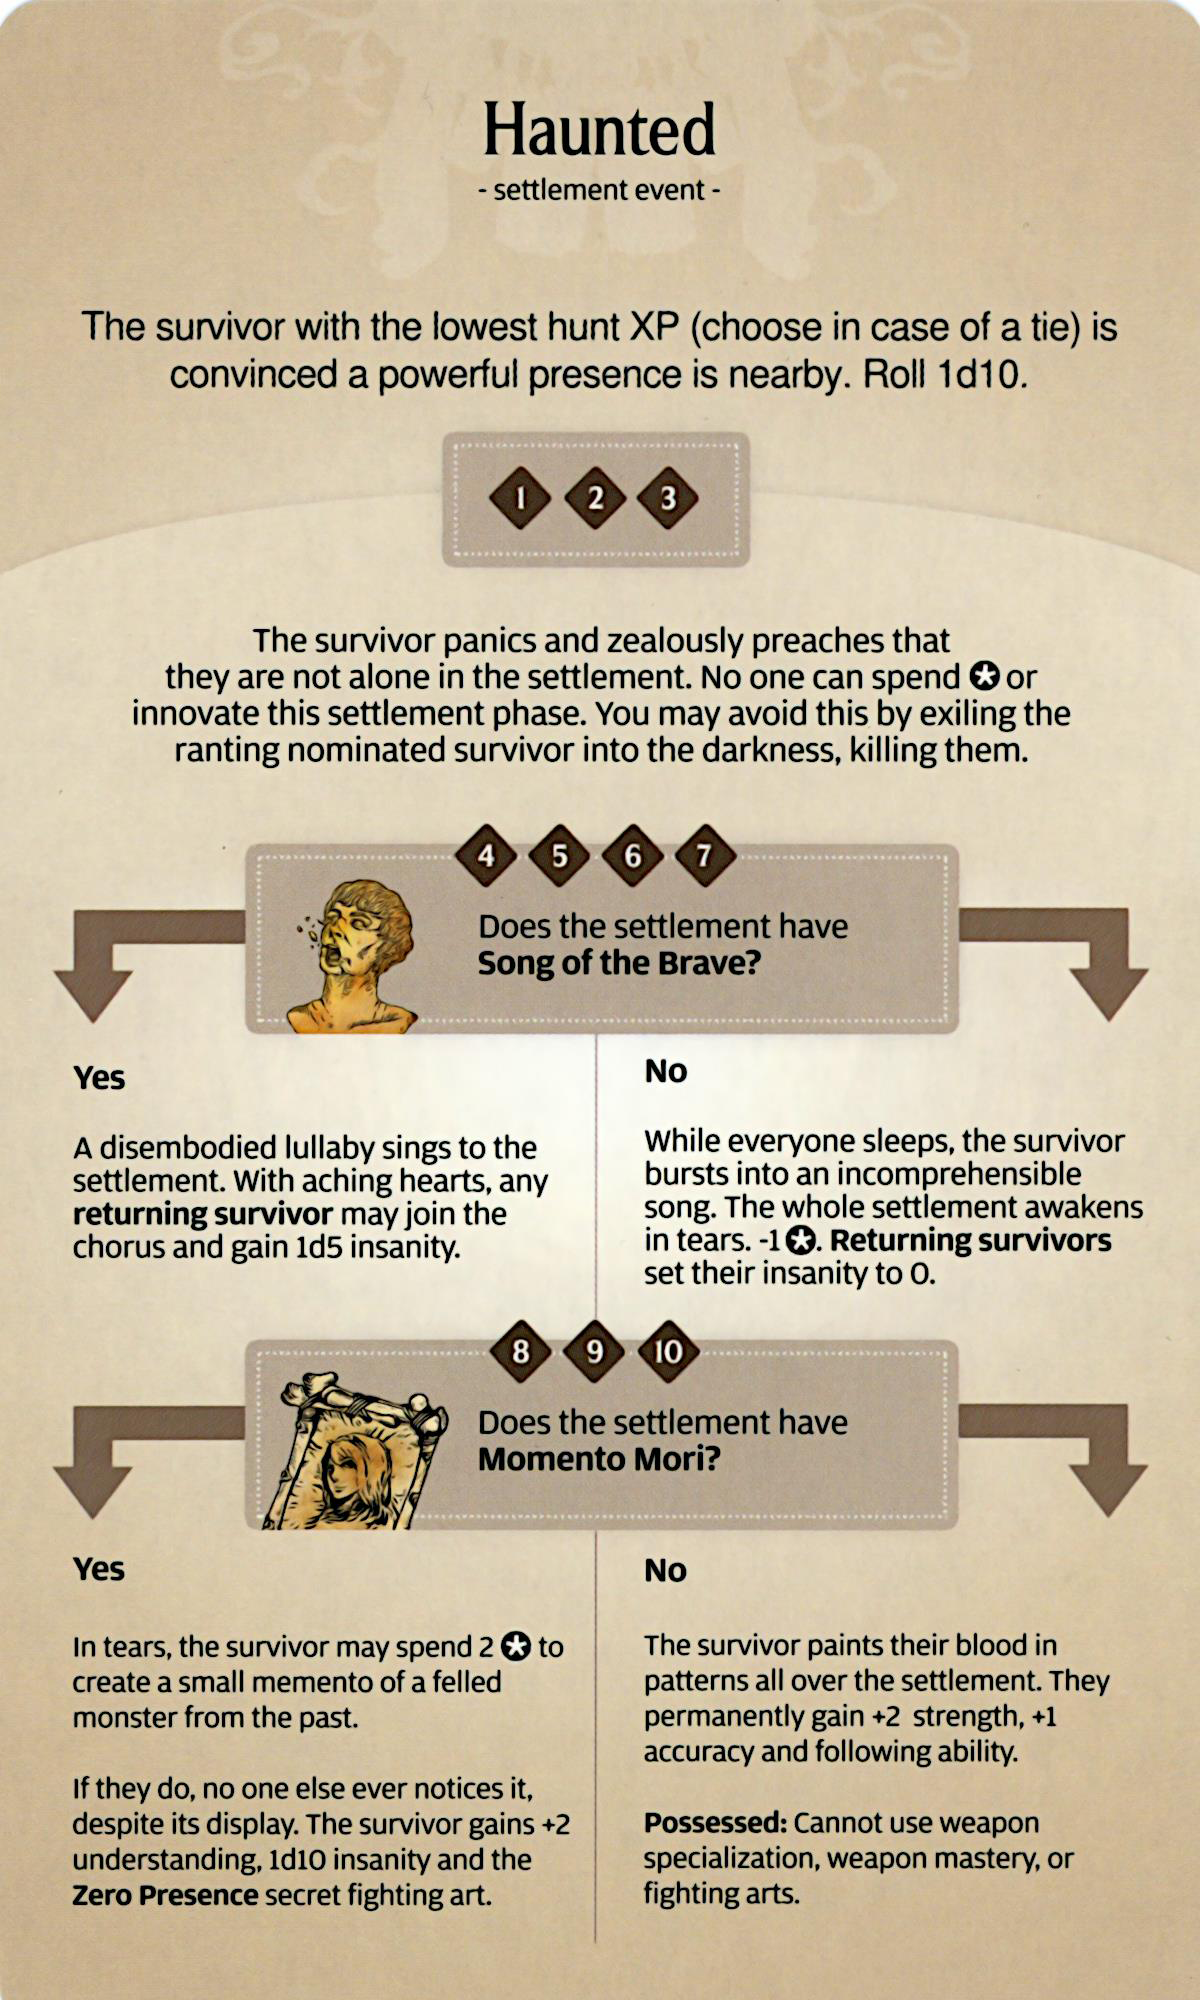 Haunted
- settlement event -
The survivor with the lowest hunt XP (choose in case of a tie) is
convinced a powerful presence is nearby. Roll 1d10.
1 2 3
The survivor panics and zealously preaches that
they are not alone in the settlement. No one can spend or
innovate this settlement phase. You may avoid this by exiling the
ranting nominated survivor into the darkness, killing them.
4 5 6 7
Does the settlement have
Song of the Brave?
Yes
A disembodied lullaby sings to the
settlement. With aching hearts, any
returning survivor may join the
chorus and gain 1d5 insanity.
No
While everyone sleeps, the survivor
bursts into an incomprehensible
song. The whole settlement awakens
in tears. -1 . Returning survivors
set their insanity to 0.
8 9 10
Does the settlement have
Momento Mori?
Yes
In tears, the survivor may spend 2 to
create a small memento of a felled
monster from the past.
If they do, no one else ever notices it,
despite its display. The survivor gains +2
understanding, 1d10 insanity and the
Zero Presence secret fighting art.
No
The survivor paints their blood in
patterns all over the settlement. They
permanently gain +2 strength, +1
accuracy and following ability.
Possessed: Cannot use weapon
specialization, weapon mastery, or
fighting arts.